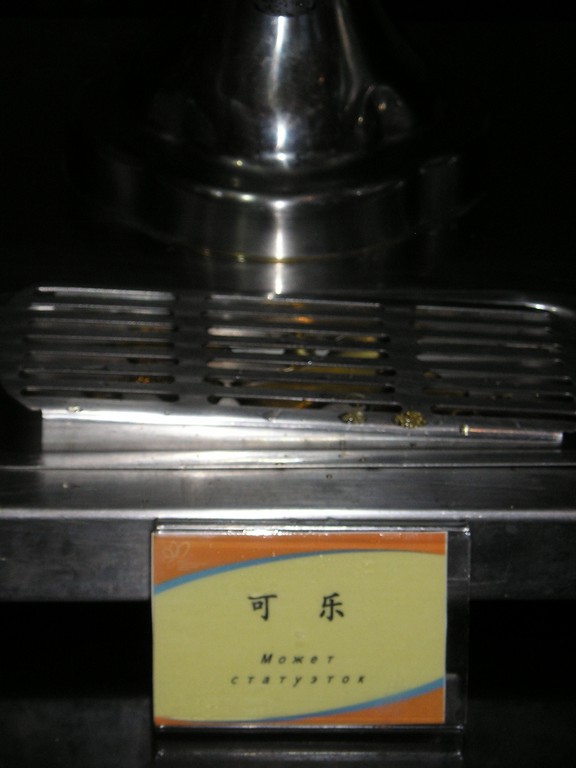 可 乐
Может
статуэток